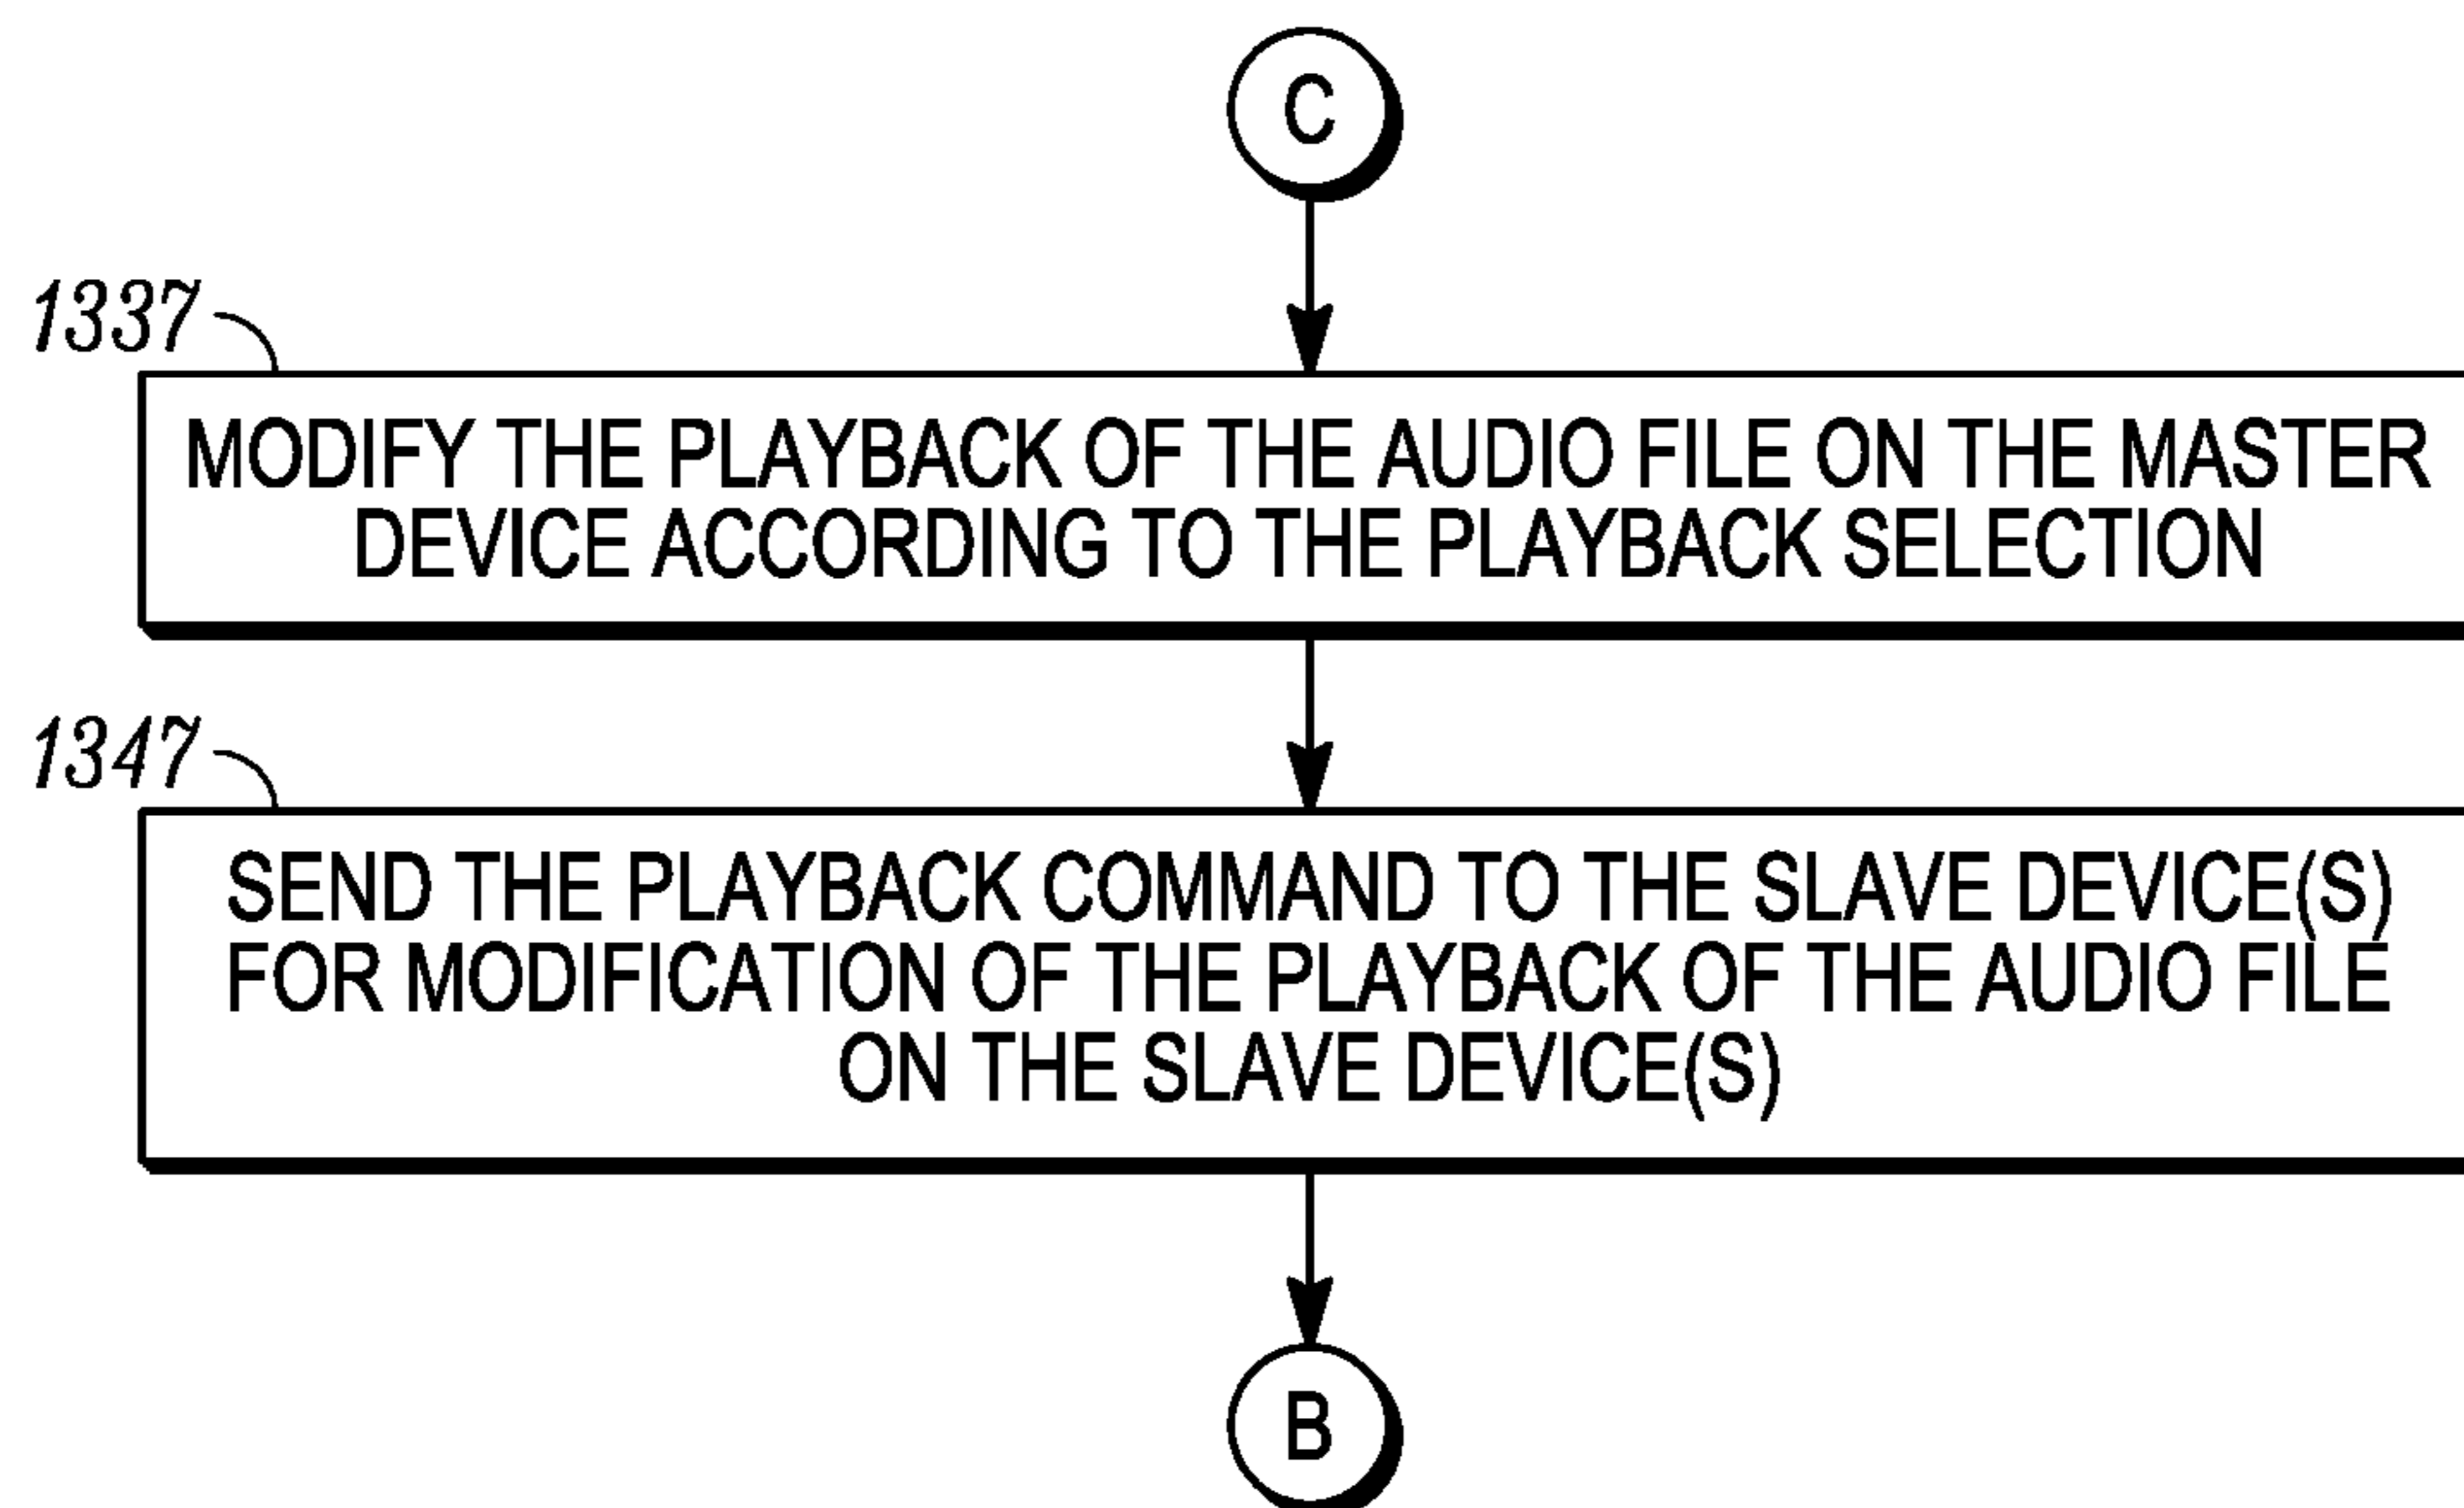 C
1337
MODIFY THE PLAYBACK OF THE AUDIO FILE ON THE MASTER
DEVICE ACCORDING TO THE PLAYBACK SELECTION
1347
SEND THE PLAYBACK COMMAND TO THE SLAVE DEVICE(S)
FOR MODIFICATION OF THE PLAYBACK OF THE AUDIO FILE
ON THE SLAVE DEVICE(S)
B